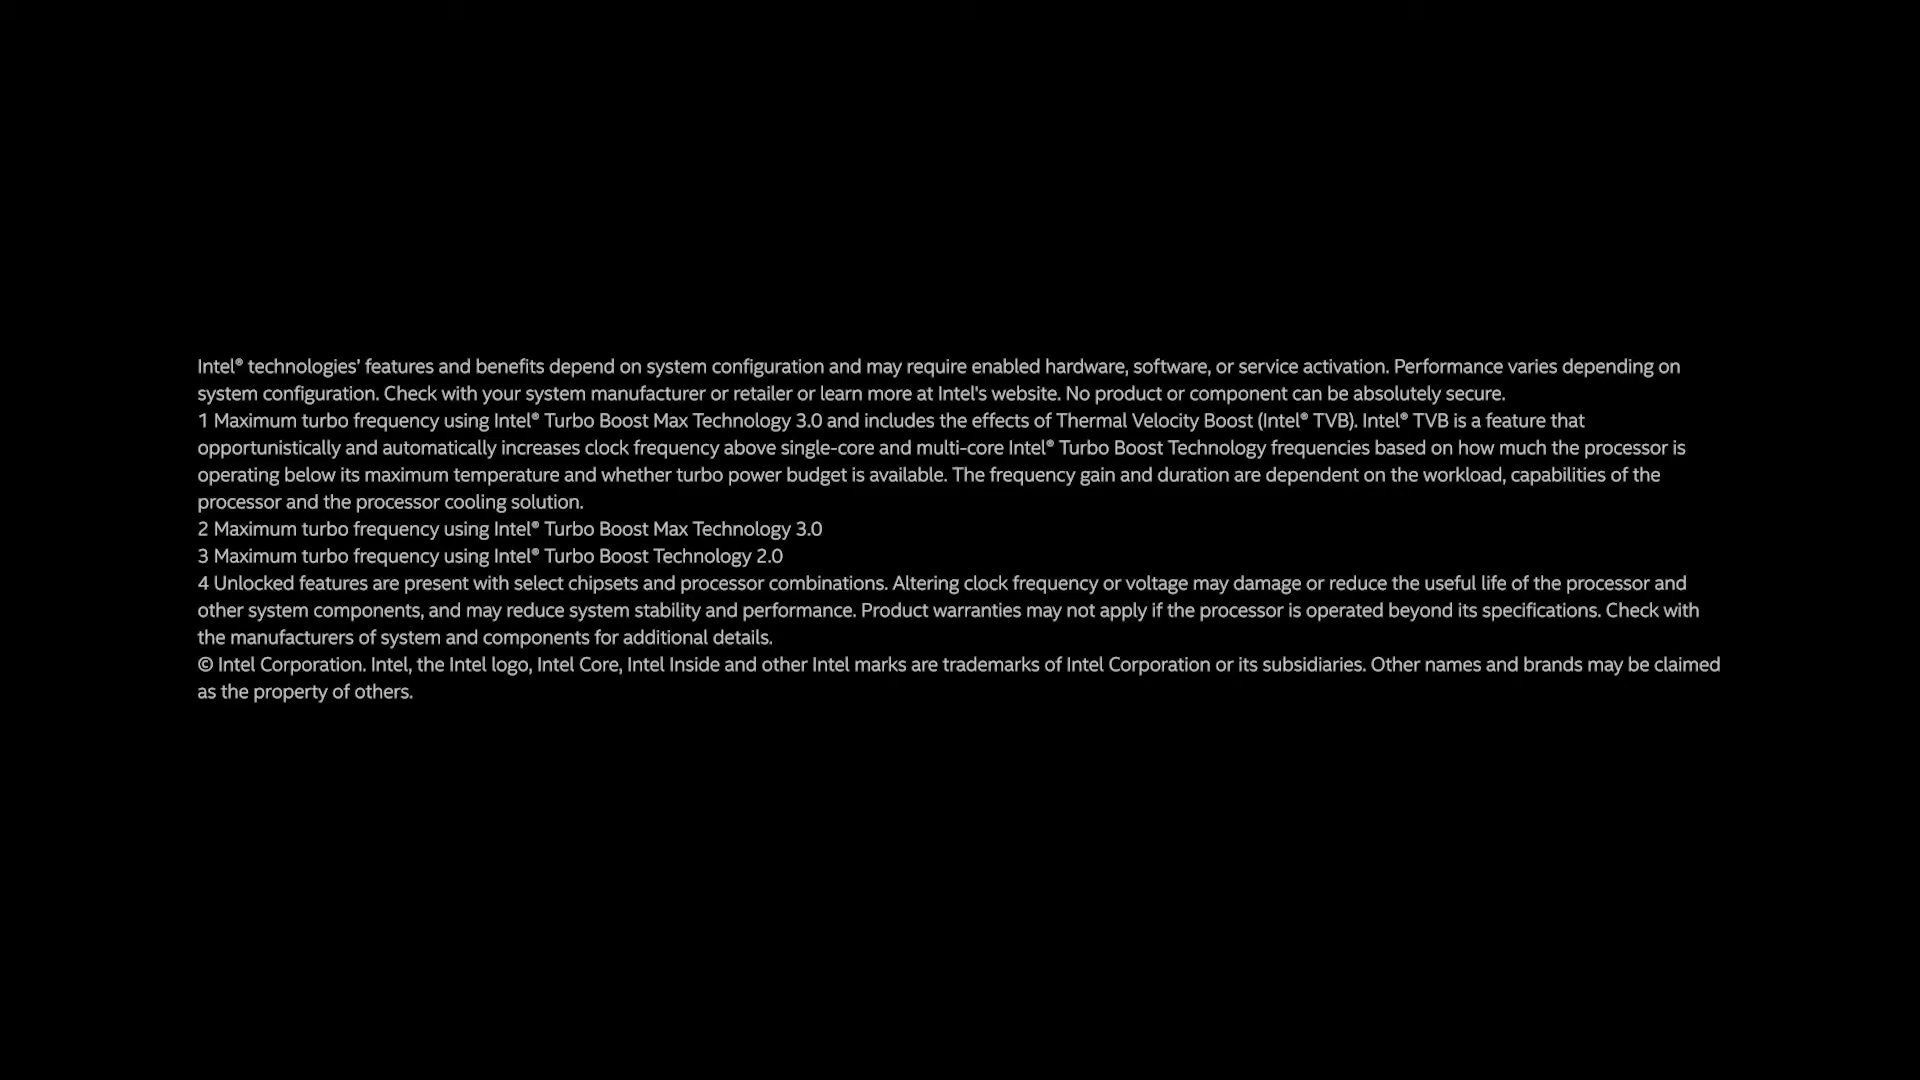 Intel® technologies’ features and benefits depend on system configuration and may require enabled hardware, software, or service activation. Performance varies depending on
system configuration. Check with your system manufacturer or retailer or learn more at Intel's website. No product or component can be absolutely secure.
1 Maximum turbo frequency using Intel® Turbo Boost Max Technology 3.0 and includes the effects of Thermal Velocity Boost (Intel® TVB). Intel® TVB is a feature that
opportunistically and automatically increases clock frequency above single-core and multi-core Intel® Turbo Boost Technology frequencies based on how much the processor is
operating below its maximum temperature and whether turbo power budget is available. The frequency gain and duration are dependent on the workload, capabilities of the
processor and the processor cooling solution.
2 Maximum turbo frequency using Intel® Turbo Boost Max Technology 3.0
3 Maximum turbo frequency using Intel® Turbo Boost Technology 2.0
4 Unlocked features are present with select chipsets and processor combinations. Altering clock frequency or voltage may damage or reduce the useful life of the processor and
other system components, and may reduce system stability and performance. Product warranties may not apply if the processor is operated beyond its specifications. Check with
the manufacturers of system and components for additional details.
© Intel Corporation. Intel, the Intel logo, Intel Core, Intel Inside and other Intel marks are trademarks of Intel Corporation or its subsidiaries. Other names and brands may be claimed
as the property of others.